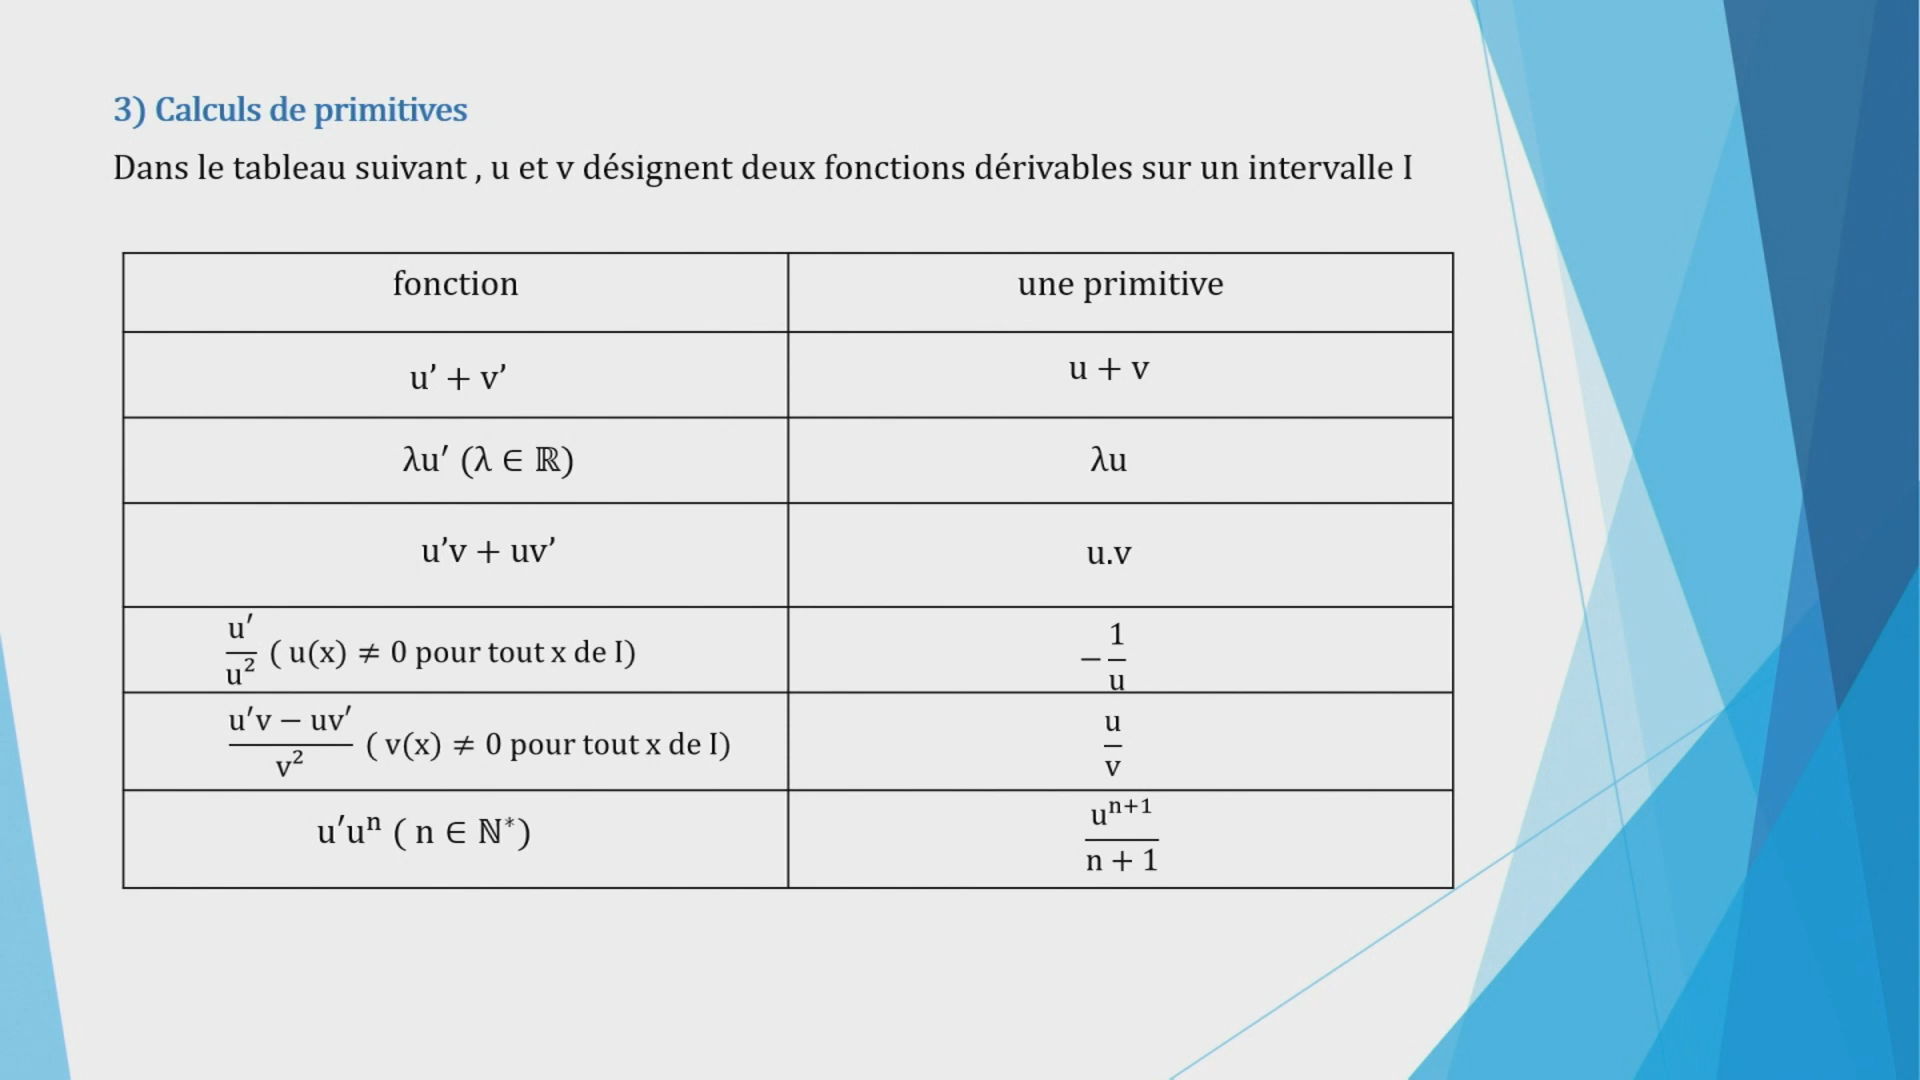 3) Calculs de primitives
Dans le tableau suivant , u et v désignent deux fonctions dérivables sur un intervalle I
fonction | une primitive
u’ + v’ | u + v
λu′ (λ ∈ ℝ) | λu
u’v + uv’ | u.v
u′/u² ( u(x) ≠ 0 pour tout x de I) | −1/u
(u′v − uv′)/v² ( v(x) ≠ 0 pour tout x de I) | u/v
u′uⁿ ( n ∈ ℕ*) | uⁿ⁺¹/(n + 1)